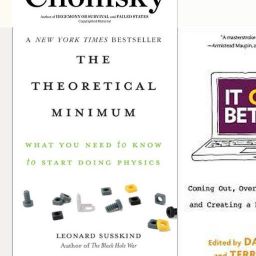 Chomsky
Author of HEGEMONY OR SURVIVAL and FAILED STATES
A NEW YORK TIMES BESTSELLER
THE
THEORETICAL
MINIMUM
WHAT YOU NEED to KNOW
to START DOING PHYSICS
LEONARD SUSSKIND
Author of The Black Hole War
"A masterstroke
—Armistead Maupin, a
IT
BET
Coming Out, Over
and Creating a
Edited by DA
and TERR